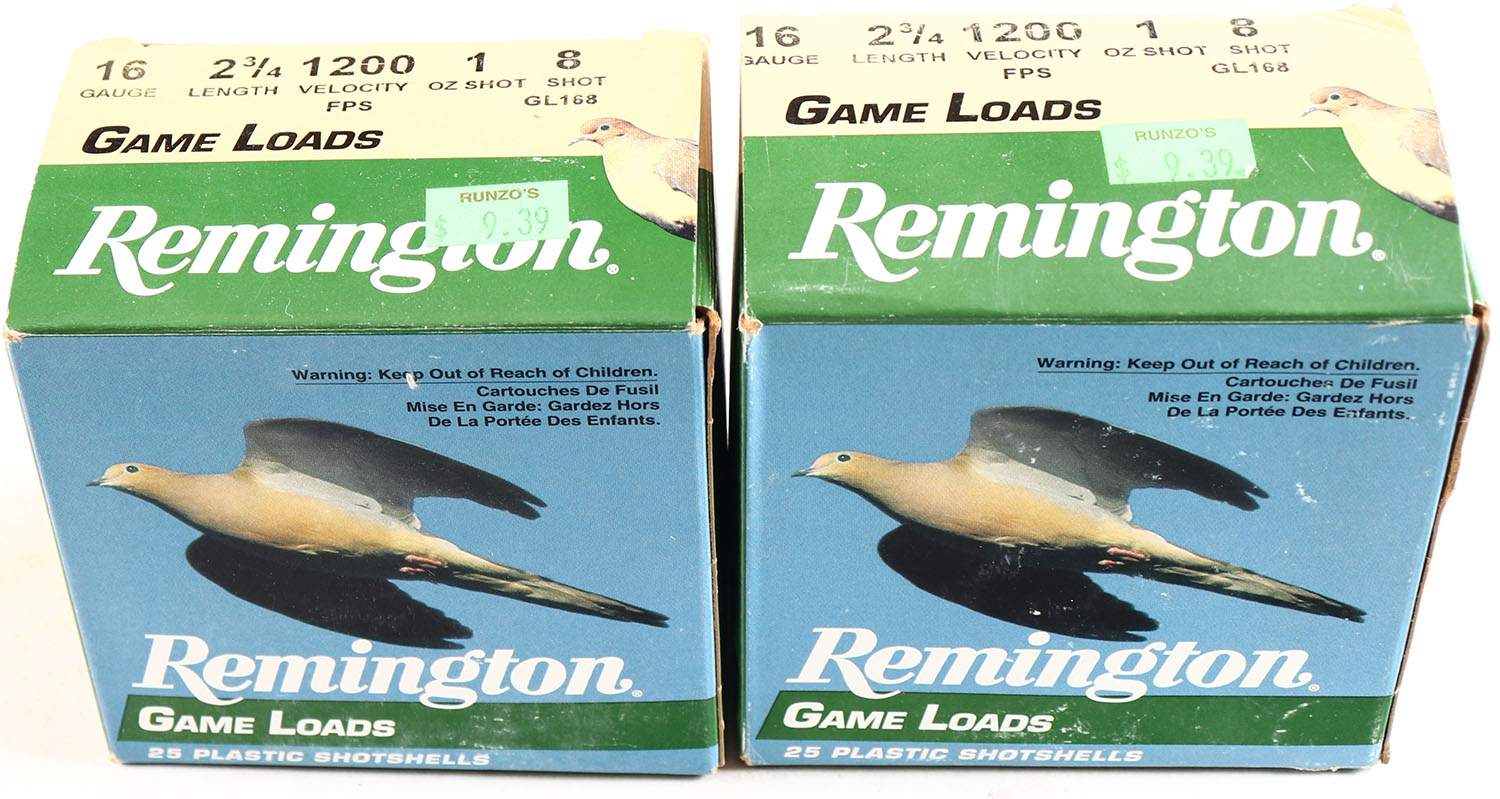 16 2 3/4 1200 1 8
GAUGE LENGTH VELOCITY OZ SHOT SHOT
FPS GL168
GAME LOADS
RUNZO'S
$ 9.39
Remington®
Warning: Keep Out of Reach of Children.
Cartouches De Fusil
Mise En Garde: Gardez Hors
De La Portée Des Enfants.
Remington®
GAME LOADS
25 PLASTIC SHOTSHELLS
16 2 3/4 1200 1 8
GAUGE LENGTH VELOCITY OZ SHOT SHOT
FPS GL168
GAME LOADS
RUNZO'S
$ 9.39
Remington®
Warning: Keep Out of Reach of Children.
Cartouches De Fusil
Mise En Garde: Gardez Hors
De La Portée Des Enfants.
Remington®
GAME LOADS
25 PLASTIC SHOTSHELLS